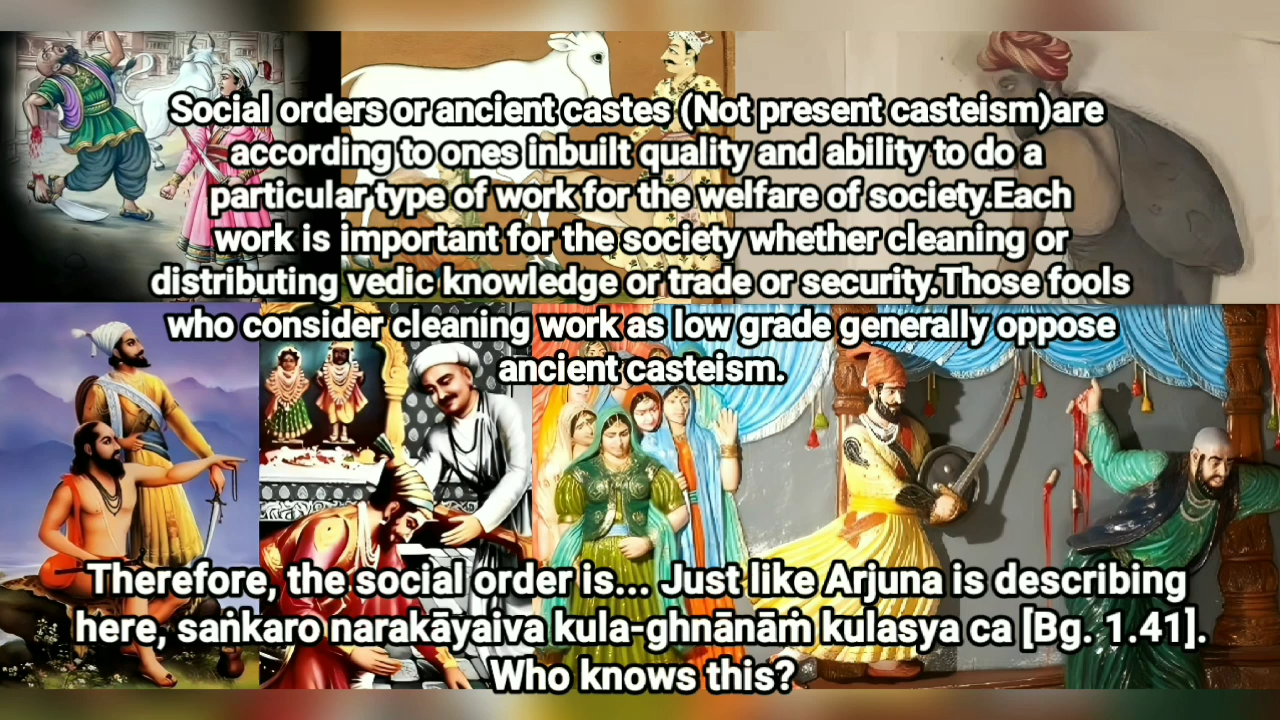 Social orders or ancient castes (Not present casteism)are
according to ones inbuilt quality and ability to do a
particular type of work for the welfare of society.Each
work is important for the society whether cleaning or
distributing vedic knowledge or trade or security.Those fools
who consider cleaning work as low grade generally oppose
ancient casteism.
Therefore, the social order is... Just like Arjuna is describing
here, saṅkaro narakāyaiva kula-ghnānāṁ kulasya ca [Bg. 1.41].
Who knows this?